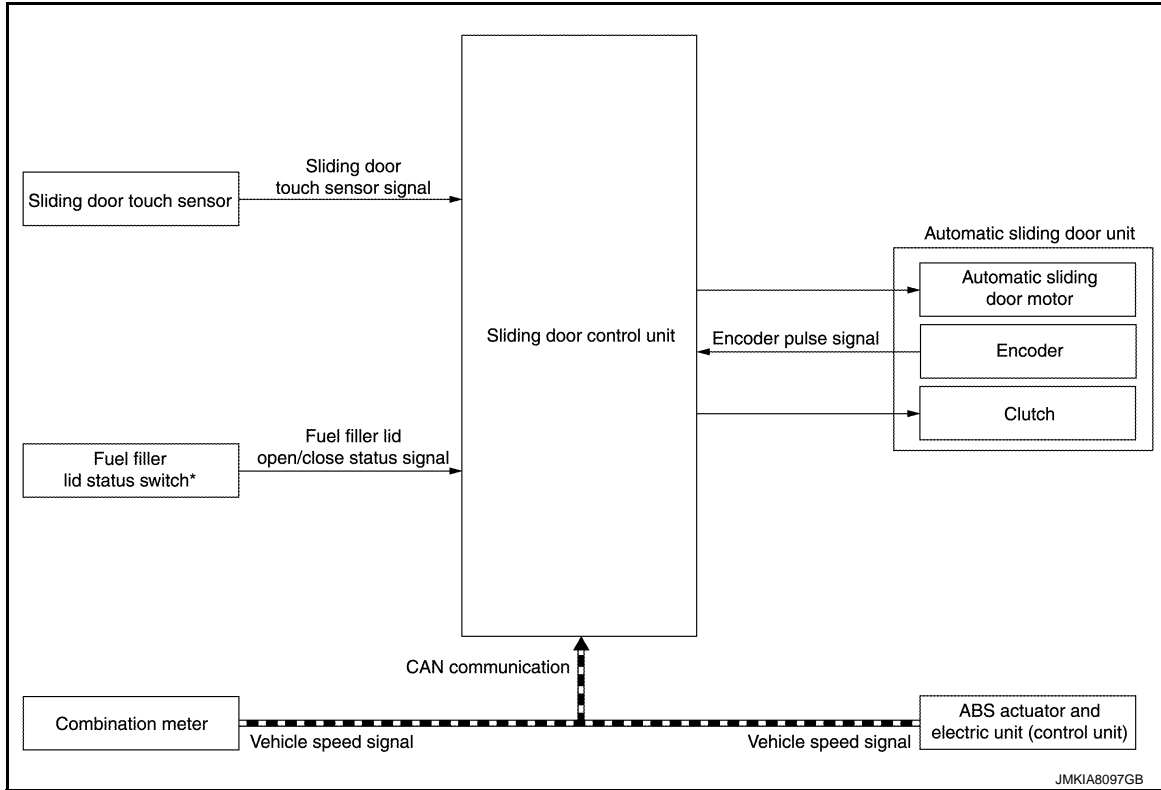 Sliding door
touch sensor signal
Sliding door touch sensor
Automatic sliding door unit
Automatic sliding
door motor
Sliding door control unit
Encoder pulse signal
Encoder
Clutch
Fuel filler
lid status switch*
Fuel filler lid
open/close status signal
CAN communication
Combination meter
Vehicle speed signal
Vehicle speed signal
ABS actuator and
electric unit (control unit)
JMKIA8097GB